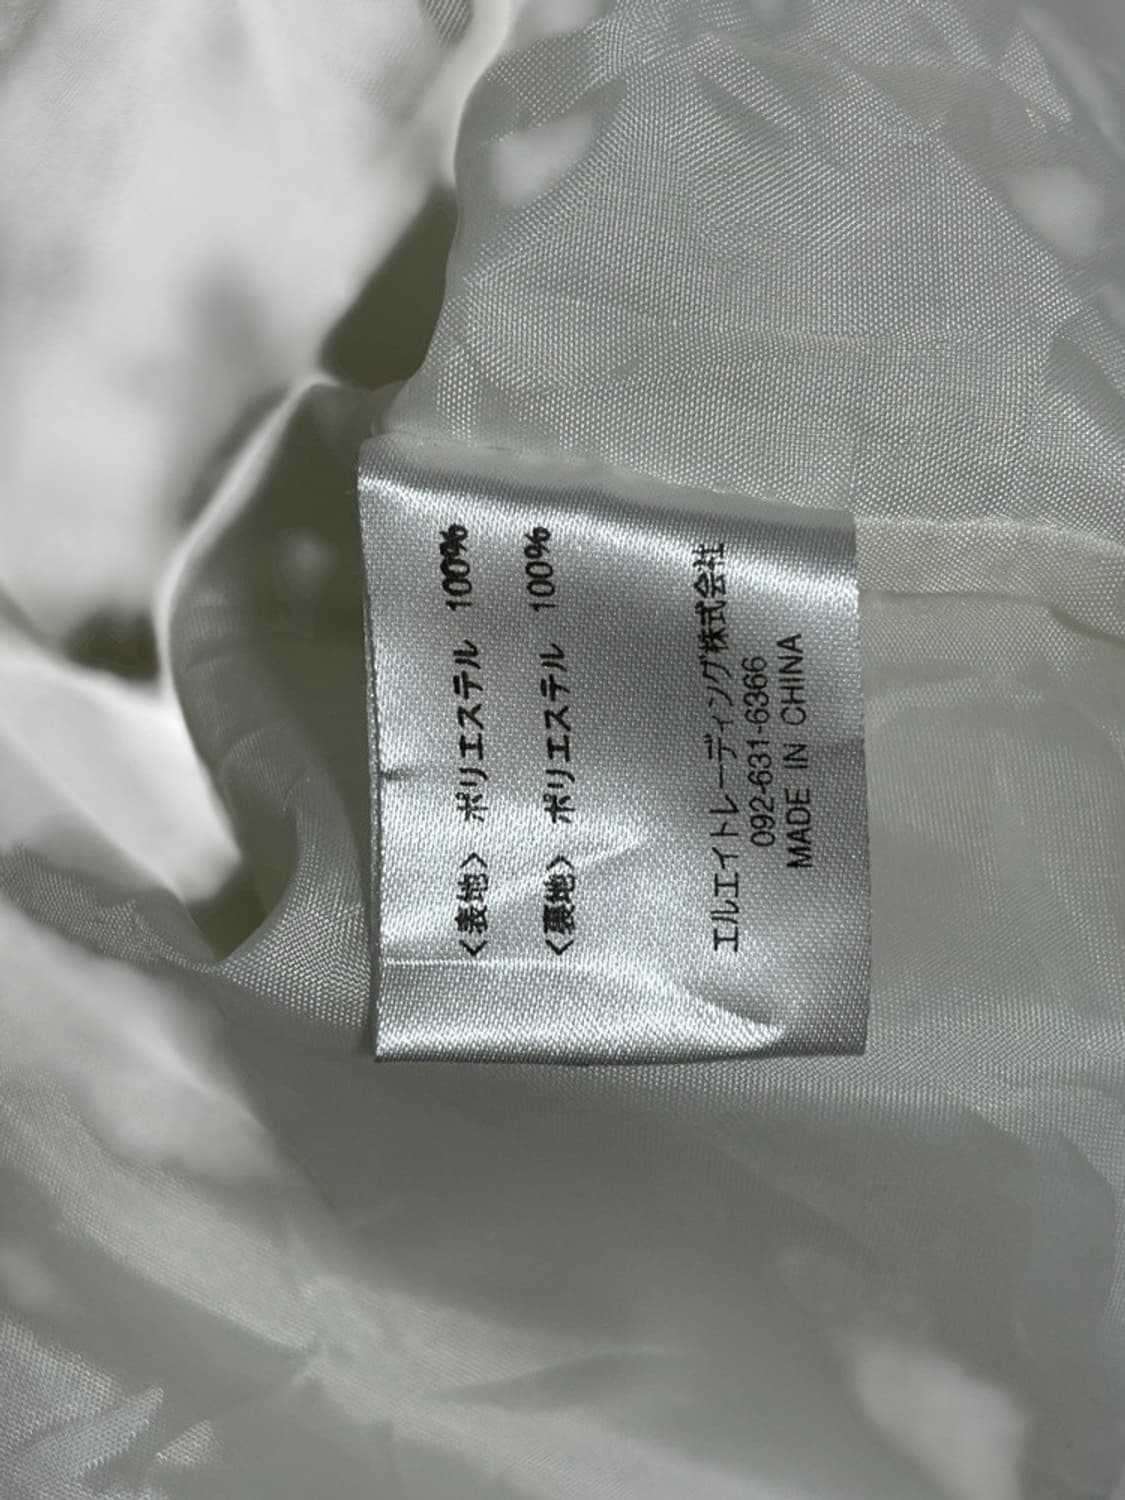 <表地> ポリエステル 100%
<裏地> ポリエステル 100%
エルエイトレーディング株式会社
092-631-6366
MADE IN CHINA